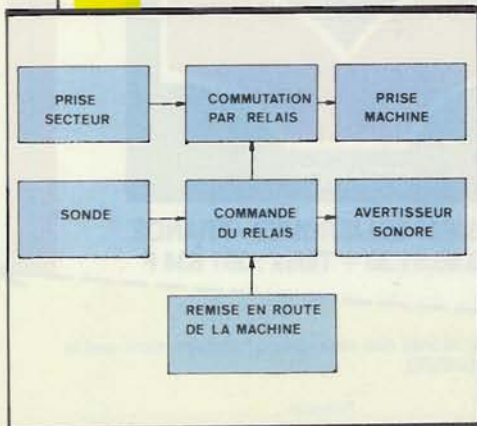 PRISE
SECTEUR
COMMUTATION
PAR RELAIS
PRISE
MACHINE
SONDE
COMMANDE
DU RELAIS
AVERTISSEUR
SONORE
REMISE EN ROUTE
DE LA MACHINE